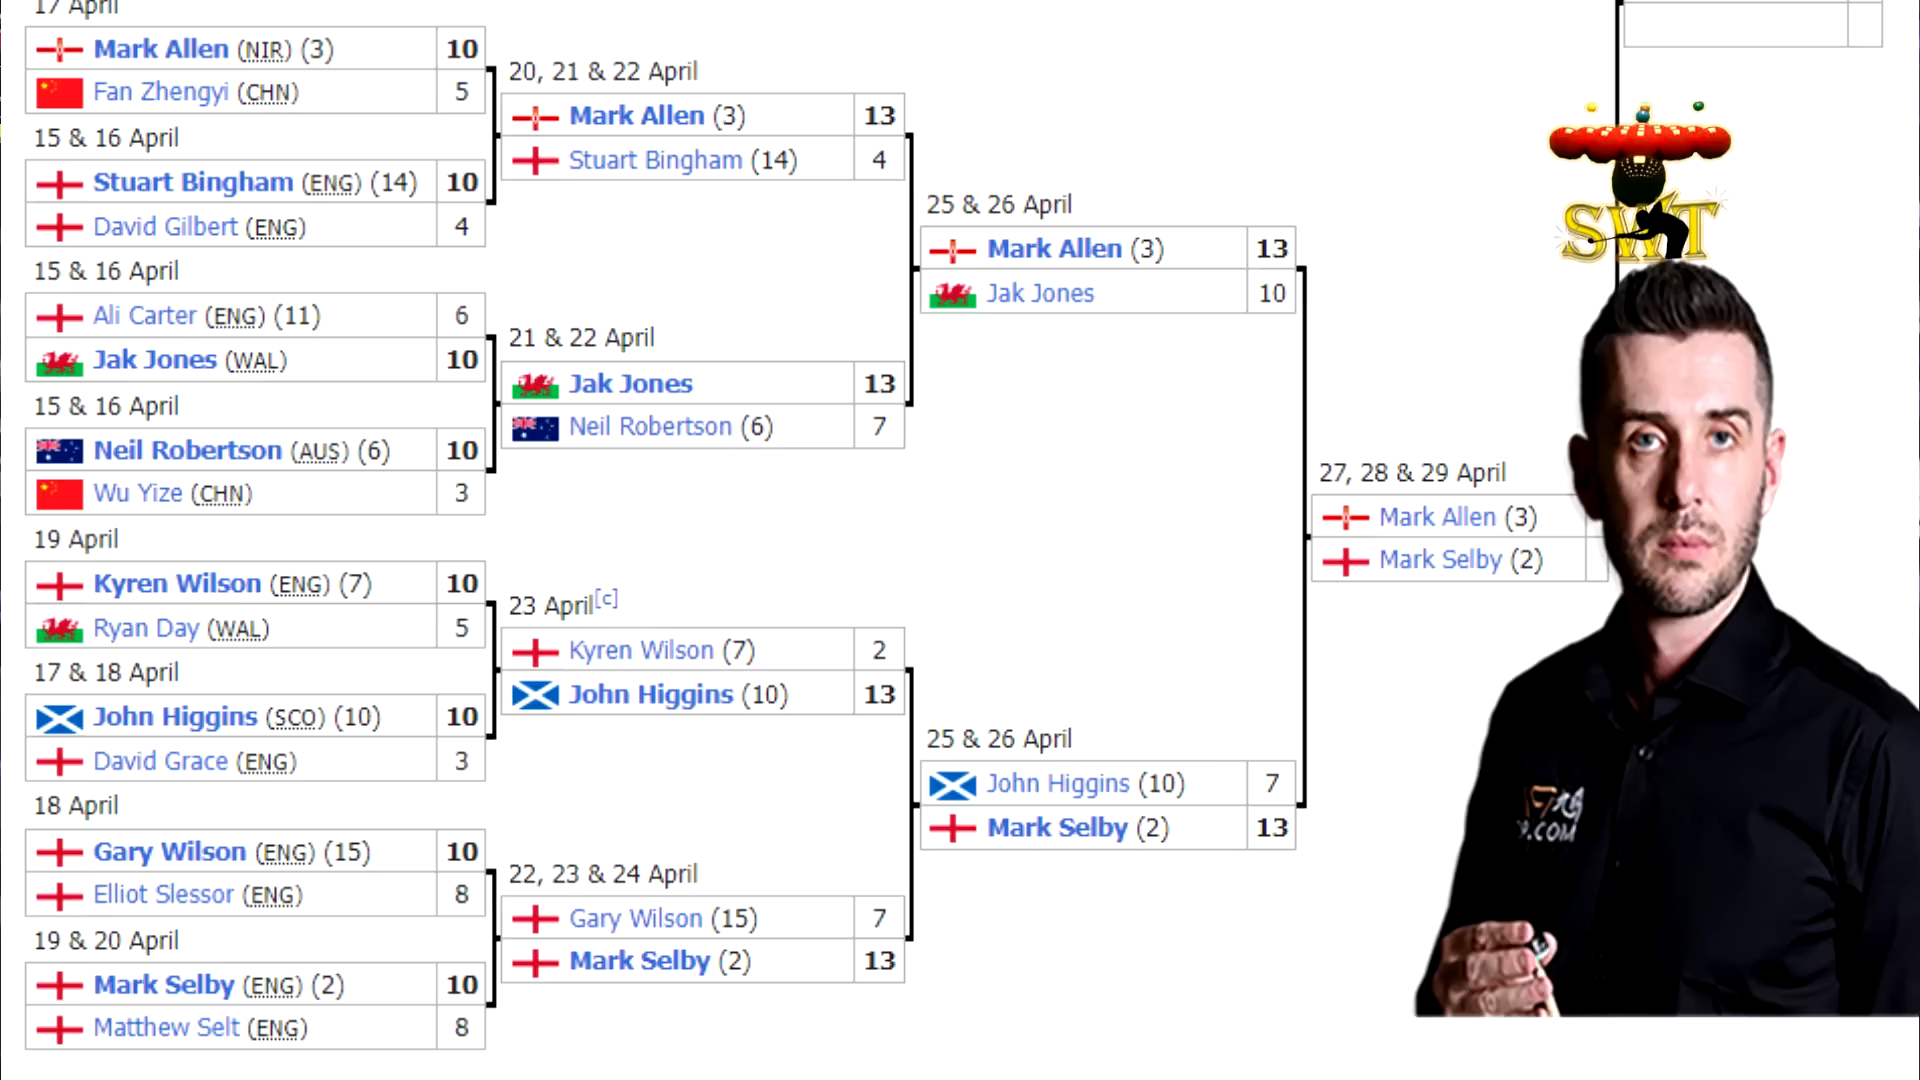 17 April
Mark Allen (NIR) (3) 10
Fan Zhengyi (CHN) 5
15 & 16 April
Stuart Bingham (ENG) (14) 10
David Gilbert (ENG) 4
15 & 16 April
Ali Carter (ENG) (11) 6
Jak Jones (WAL) 10
15 & 16 April
Neil Robertson (AUS) (6) 10
Wu Yize (CHN) 3
19 April
Kyren Wilson (ENG) (7) 10
Ryan Day (WAL) 5
17 & 18 April
John Higgins (SCO) (10) 10
David Grace (ENG) 3
18 April
Gary Wilson (ENG) (15) 10
Elliot Slessor (ENG) 8
19 & 20 April
Mark Selby (ENG) (2) 10
Matthew Selt (ENG) 8
20, 21 & 22 April
Mark Allen (3) 13
Stuart Bingham (14) 4
21 & 22 April
Jak Jones 13
Neil Robertson (6) 7
23 April[c]
Kyren Wilson (7) 2
John Higgins (10) 13
22, 23 & 24 April
Gary Wilson (15) 7
Mark Selby (2) 13
25 & 26 April
Mark Allen (3) 13
Jak Jones 10
25 & 26 April
John Higgins (10) 7
Mark Selby (2) 13
27, 28 & 29 April
Mark Allen (3)
Mark Selby (2)
SWT
.COM